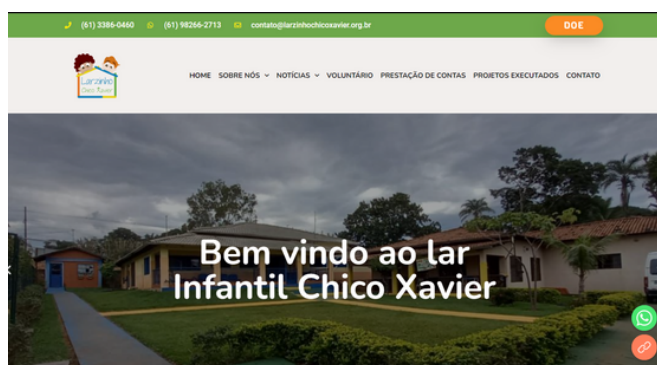 (61) 3386-0460 (61) 98266-2713 contato@larzinhochicoxavier.org.br DOE
Larzinho
Chico Xavier
HOME SOBRE NÓS NOTÍCIAS VOLUNTÁRIO PRESTAÇÃO DE CONTAS PROJETOS EXECUTADOS CONTATO
Bem vindo ao lar
Infantil Chico Xavier